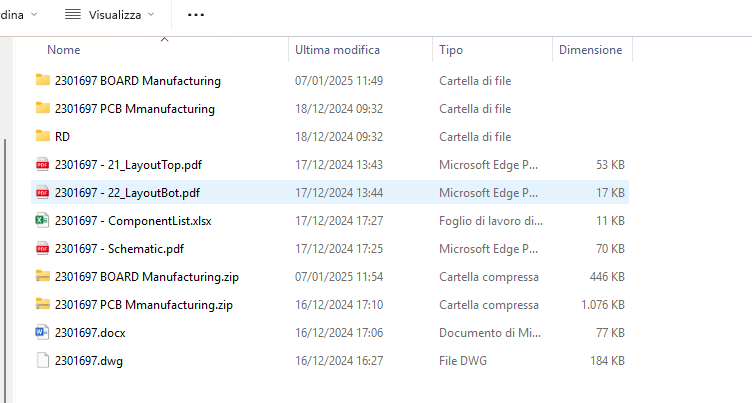 dina Visualizza ...
Nome Ultima modifica Tipo Dimensione
2301697 BOARD Manufacturing 07/01/2025 11:49 Cartella di file
2301697 PCB Mmanufacturing 18/12/2024 09:32 Cartella di file
RD 18/12/2024 09:32 Cartella di file
2301697 - 21_LayoutTop.pdf 17/12/2024 13:43 Microsoft Edge P... 53 KB
2301697 - 22_LayoutBot.pdf 17/12/2024 13:44 Microsoft Edge P... 17 KB
2301697 - ComponentList.xlsx 17/12/2024 17:27 Foglio di lavoro di... 11 KB
2301697 - Schematic.pdf 17/12/2024 17:25 Microsoft Edge P... 70 KB
2301697 BOARD Manufacturing.zip 07/01/2025 11:54 Cartella compressa 446 KB
2301697 PCB Mmanufacturing.zip 16/12/2024 17:10 Cartella compressa 1.076 KB
2301697.docx 16/12/2024 17:06 Documento di Mi... 77 KB
2301697.dwg 16/12/2024 16:27 File DWG 184 KB